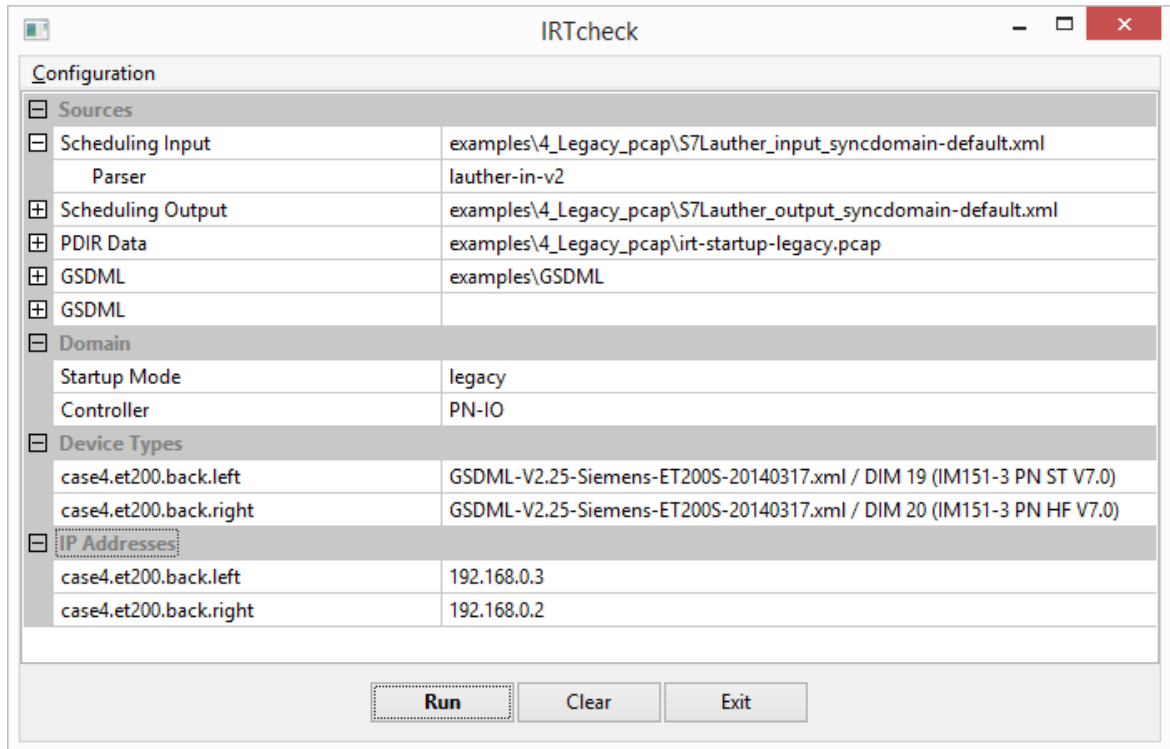 IRTcheck
Configuration
Sources
Scheduling Input examples\4_Legacy_pcap\S7Lauther_input_syncdomain-default.xml
Parser lauther-in-v2
Scheduling Output examples\4_Legacy_pcap\S7Lauther_output_syncdomain-default.xml
PDIR Data examples\4_Legacy_pcap\irt-startup-legacy.pcap
GSDML examples\GSDML
GSDML
Domain
Startup Mode legacy
Controller PN-IO
Device Types
case4.et200.back.left GSDML-V2.25-Siemens-ET200S-20140317.xml / DIM 19 (IM151-3 PN ST V7.0)
case4.et200.back.right GSDML-V2.25-Siemens-ET200S-20140317.xml / DIM 20 (IM151-3 PN HF V7.0)
IP Addresses
case4.et200.back.left 192.168.0.3
case4.et200.back.right 192.168.0.2
Run Clear Exit